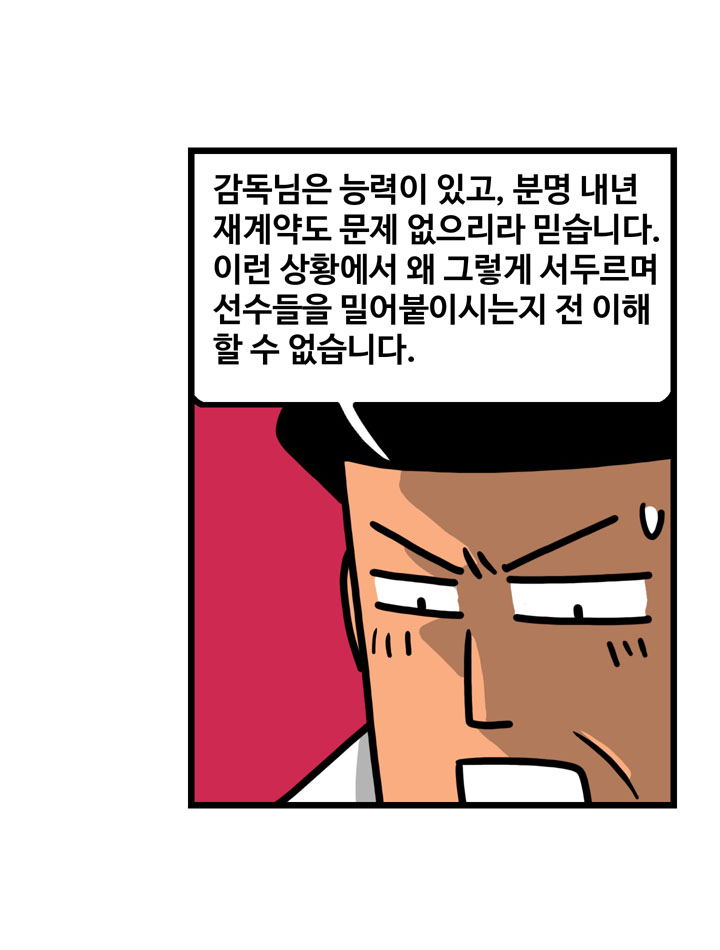 감독님은 능력이 있고, 분명 내년
재계약도 문제 없으리라 믿습니다.
이런 상황에서 왜 그렇게 서두르며
선수들을 밀어붙이시는지 전 이해
할 수 없습니다.